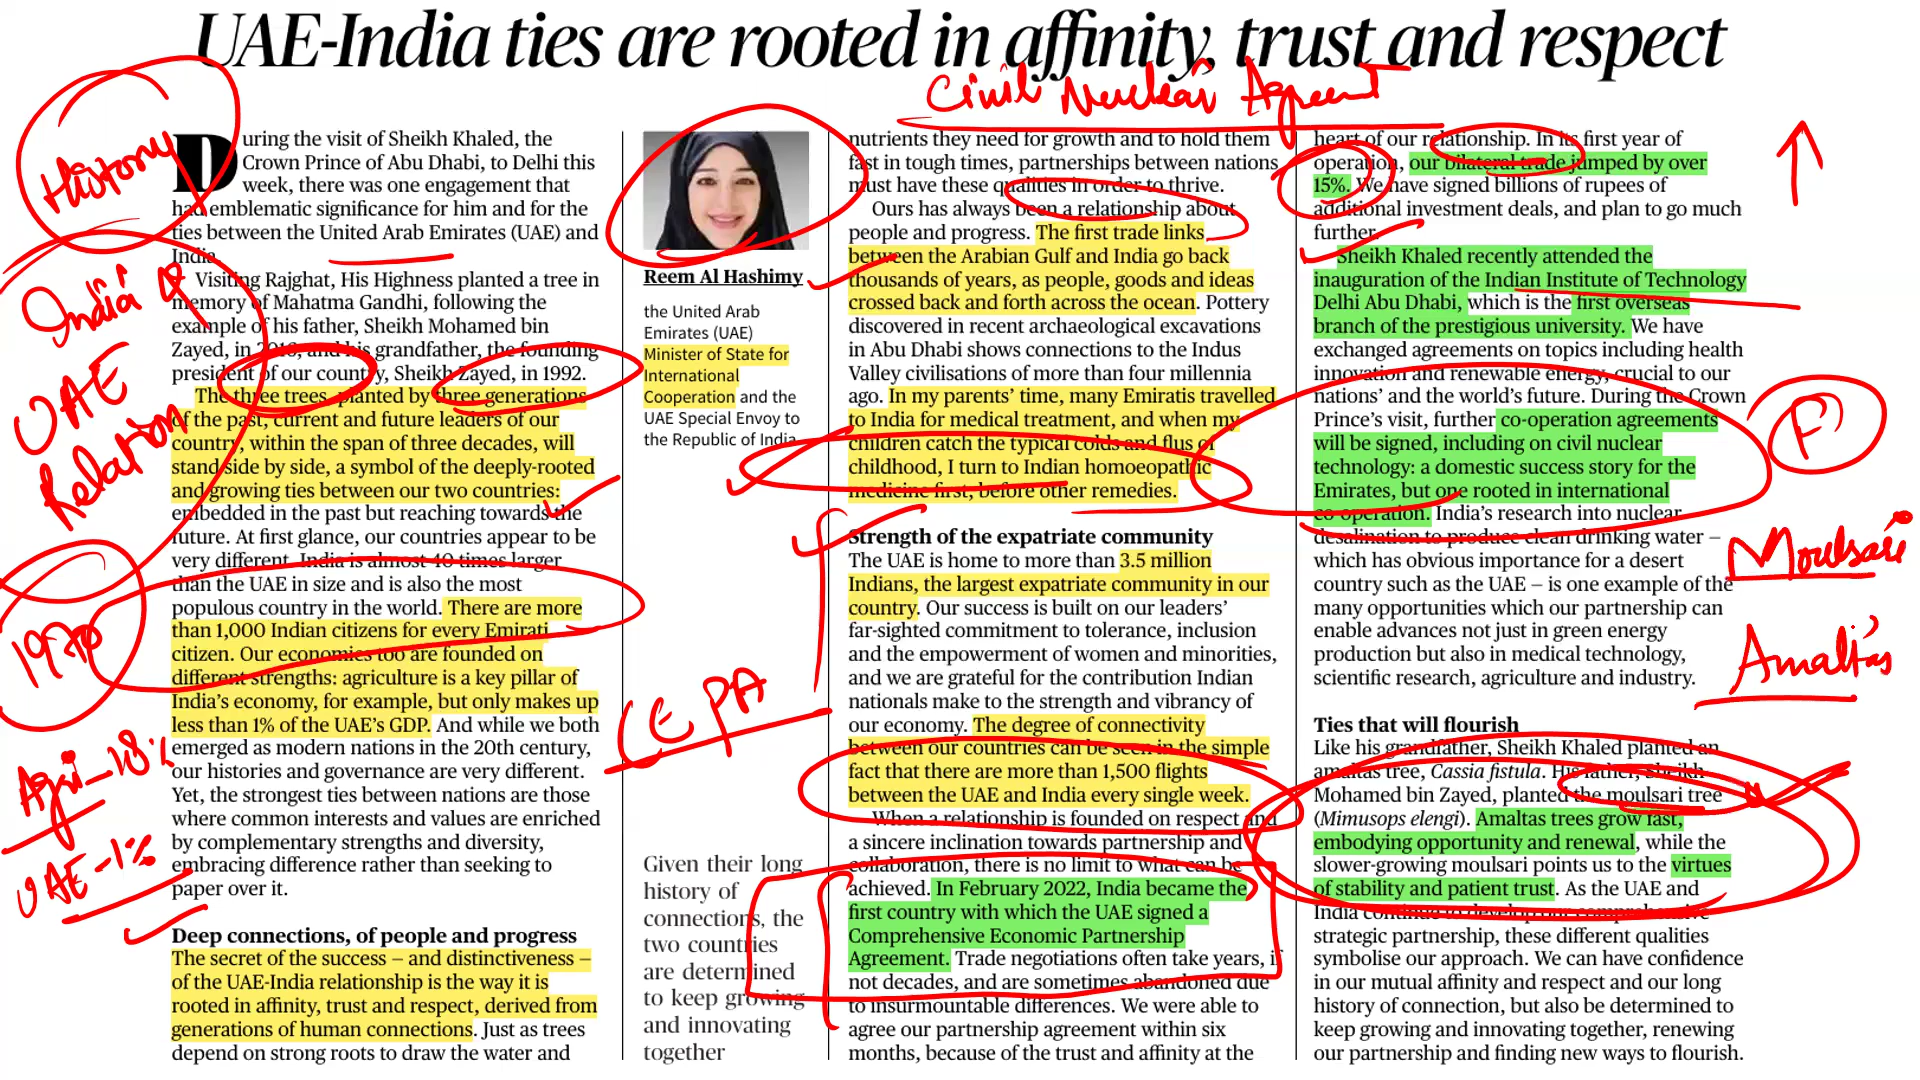 UAE-India ties are rooted in affinity, trust and respect
Civil Nuclear
History
India &
UAE
Relation
1970
Agri-18%
UAE-1%
During the visit of Sheikh Khaled, the
Crown Prince of Abu Dhabi, to Delhi this
week, there was one engagement that
had emblematic significance for him and for the
ties between the United Arab Emirates (UAE) and
India.
Visiting Rajghat, His Highness planted a tree in
memory of Mahatma Gandhi, following the
example of his father, Sheikh Mohamed bin
Zayed, in 2016, and his grandfather, the founding
president of our country, Sheikh Zayed, in 1992.
The three trees, planted by three generations
of the past, current and future leaders of our
country, within the span of three decades, will
stand side by side, a symbol of the deeply-rooted
and growing ties between our two countries:
embedded in the past but reaching towards the
future. At first glance, our countries appear to be
very different. India is almost 40 times larger
than the UAE in size and is also the most
populous country in the world. There are more
than 1,000 Indian citizens for every Emirati
citizen. Our economies too are founded on
different strengths: agriculture is a key pillar of
India's economy, for example, but only makes up
less than 1% of the UAE's GDP. And while we both
emerged as modern nations in the 20th century,
our histories and governance are very different.
Yet, the strongest ties between nations are those
where common interests and values are enriched
by complementary strengths and diversity,
embracing difference rather than seeking to
paper over it.
Deep connections, of people and progress
The secret of the success – and distinctiveness –
of the UAE-India relationship is the way it is
rooted in affinity, trust and respect, derived from
generations of human connections. Just as trees
depend on strong roots to draw the water and
Reem Al Hashimy
the United Arab
Emirates (UAE)
Minister of State for
International
Cooperation and the
UAE Special Envoy to
the Republic of India
CEPA
Given their long
history of
connections, the
two countries
are determined
to keep growing
and innovating
together
nutrients they need for growth and to hold them
fast in tough times, partnerships between nations
must have these qualities in order to thrive.
Ours has always been a relationship about
people and progress. The first trade links
between the Arabian Gulf and India go back
thousands of years, as people, goods and ideas
crossed back and forth across the ocean. Pottery
discovered in recent archaeological excavations
in Abu Dhabi shows connections to the Indus
Valley civilisations of more than four millennia
ago. In my parents' time, many Emiratis travelled
to India for medical treatment, and when my
children catch the typical colds and flus of
childhood, I turn to Indian homoeopathic
medicine first, before other remedies.
Strength of the expatriate community
The UAE is home to more than 3.5 million
Indians, the largest expatriate community in our
country. Our success is built on our leaders'
far-sighted commitment to tolerance, inclusion
and the empowerment of women and minorities,
and we are grateful for the contribution Indian
nationals make to the strength and vibrancy of
our economy. The degree of connectivity
between our countries can be seen in the simple
fact that there are more than 1,500 flights
between the UAE and India every single week.
When a relationship is founded on respect and
a sincere inclination towards partnership and
collaboration, there is no limit to what can be
achieved. In February 2022, India became the
first country with which the UAE signed a
Comprehensive Economic Partnership
Agreement. Trade negotiations often take years, if
not decades, and are sometimes abandoned due
to insurmountable differences. We were able to
agree our partnership agreement within six
months, because of the trust and affinity at the
heart of our relationship. In its first year of
operation, our bilateral trade jumped by over
15%. We have signed billions of rupees of
additional investment deals, and plan to go much
further.
Sheikh Khaled recently attended the
inauguration of the Indian Institute of Technology
Delhi Abu Dhabi, which is the first overseas
branch of the prestigious university. We have
exchanged agreements on topics including health
innovation and renewable energy, crucial to our
nations' and the world's future. During the Crown
Prince's visit, further co-operation agreements
will be signed, including on civil nuclear
technology: a domestic success story for the
Emirates, but one rooted in international
co-operation. India's research into nuclear
desalination to produce clean drinking water –
which has obvious importance for a desert
country such as the UAE – is one example of the
many opportunities which our partnership can
enable advances not just in green energy
production but also in medical technology,
scientific research, agriculture and industry.
Ties that will flourish
Like his grandfather, Sheikh Khaled planted an
amaltas tree, Cassia fistula. His father, Sheikh
Mohamed bin Zayed, planted the moulsari tree
(Mimusops elengi). Amaltas trees grow fast,
embodying opportunity and renewal, while the
slower-growing moulsari points us to the virtues
of stability and patient trust. As the UAE and
India continue to develop our comprehensive
strategic partnership, these different qualities
symbolise our approach. We can have confidence
in our mutual affinity and respect and our long
history of connection, but also be determined to
keep growing and innovating together, renewing
our partnership and finding new ways to flourish.
F
Moulsari
Amaltas